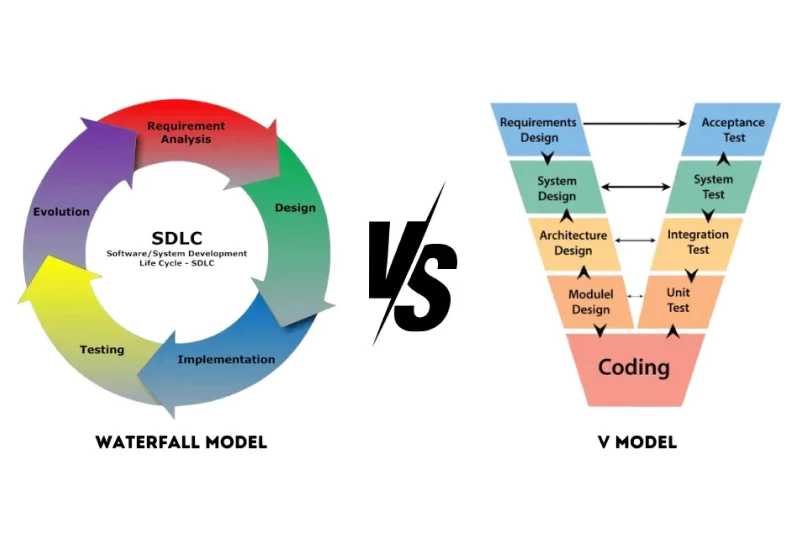 Requirement
Analysis
Design
Implementation
Testing
Evolution
SDLC
Software/System Development
Life Cycle - SDLC
WATERFALL MODEL
VS
Requirements
Design
Acceptance
Test
System
Design
System
Test
Architecture
Design
Integration
Test
Modulel
Design
Unit
Test
Coding
V MODEL